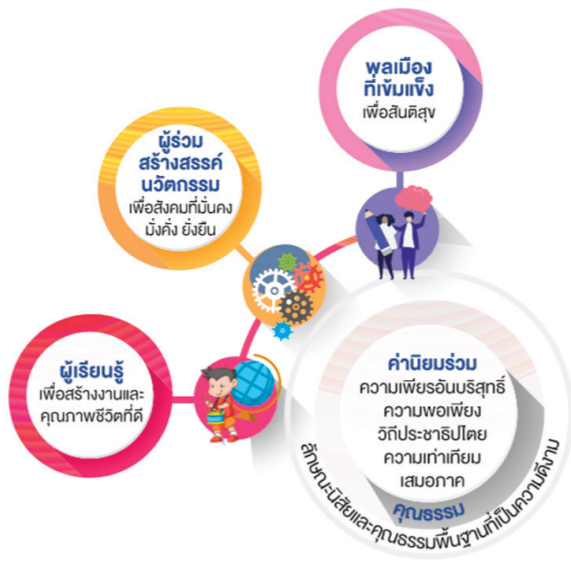 พลเมือง
ที่เข้มแข็ง
เพื่อสันติสุข
ผู้ร่วม
สร้างสรรค์
นวัตกรรม
เพื่อสังคมที่มั่นคง
มั่งคั่ง ยั่งยืน
ผู้เรียนรู้
เพื่อสร้างงานและ
คุณภาพชีวิตที่ดี
ค่านิยมร่วม
ความเพียรอันบริสุทธิ์
ความพอเพียง
วิถีประชาธิปไตย
ความเท่าเทียม
เสมอภาค
คุณธรรม
ลักษณะนิสัยและคุณธรรมพื้นฐานที่เป็นความดีงาม